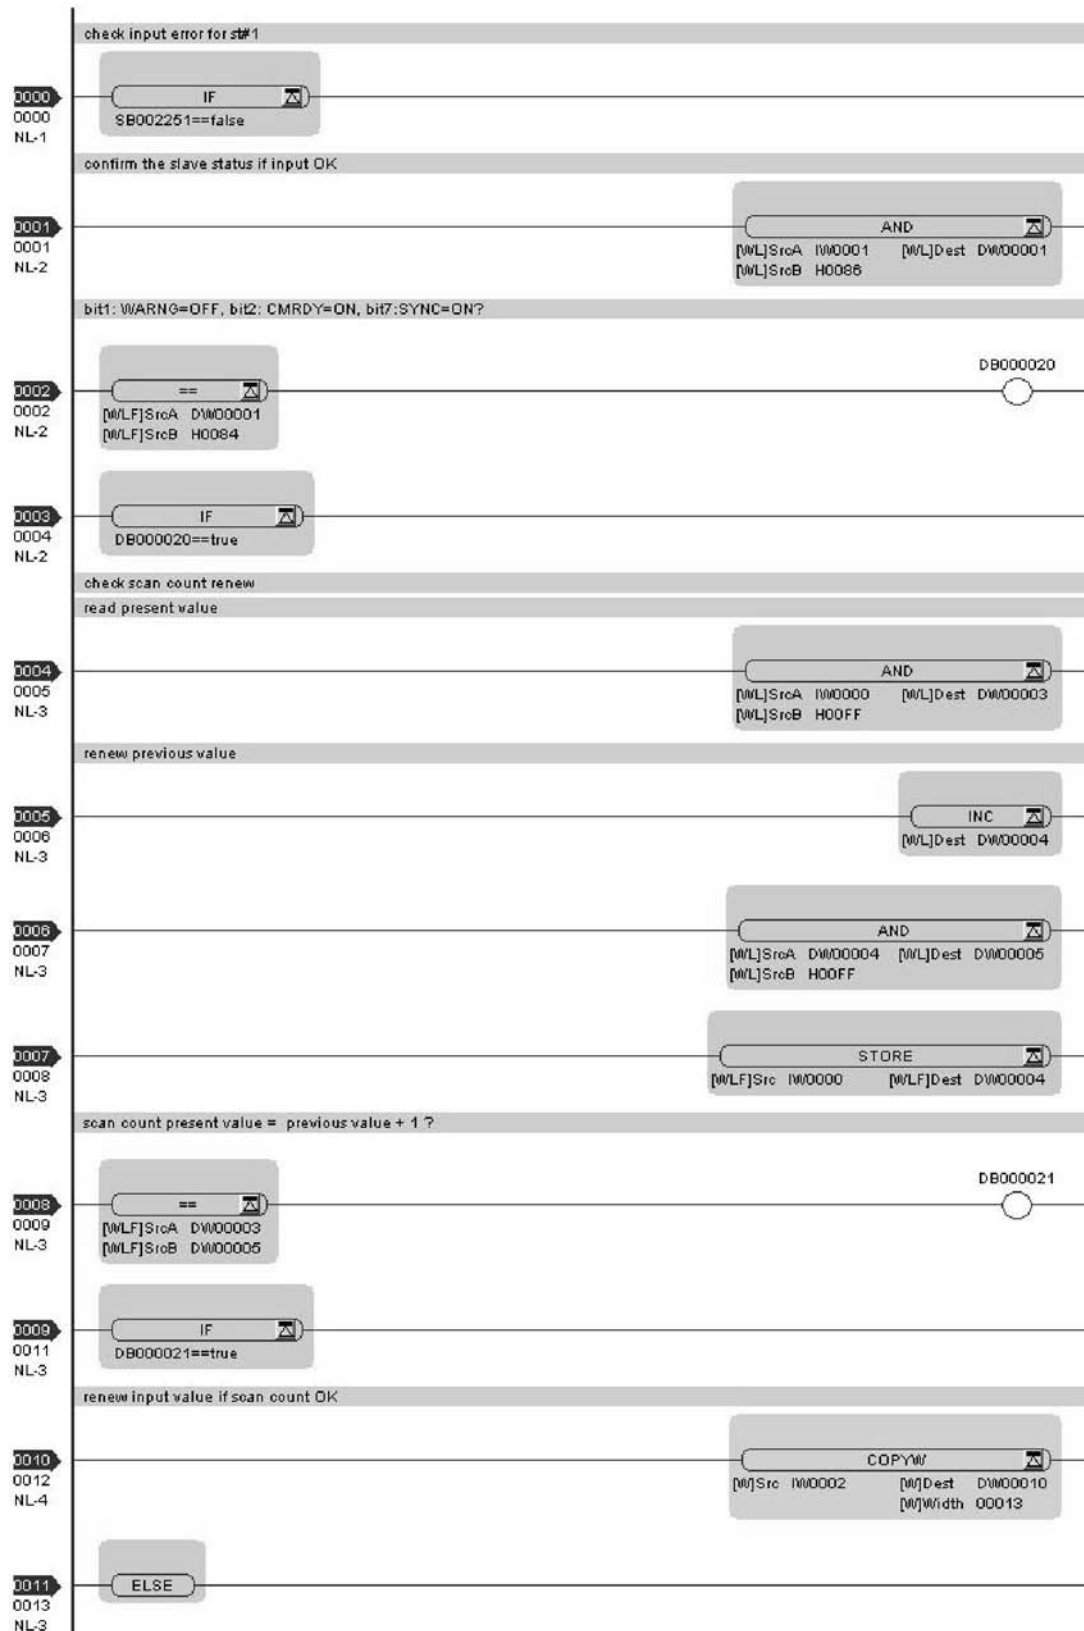 check input error for st#1
0000
IF
0000
SB002251==false
NL-1
confirm the slave status if input OK
0001
AND
0001
[WL]SrcA IW0001 [WL]Dest DW00001
NL-2
[WL]SrcB H0086
bit1: WARNG=OFF, bit2: CMRDY=ON, bit7:SYNC=ON?
DB000020
0002
==
0002
[WLF]SrcA DW00001
NL-2
[WLF]SrcB H0084
0003
IF
0004
DB000020==true
NL-2
check scan count renew
read present value
0004
AND
0005
[WL]SrcA IW0000 [WL]Dest DW00003
NL-3
[WL]SrcB H00FF
renew previous value
0005
INC
0006
[WL]Dest DW00004
NL-3
0006
AND
0007
[WL]SrcA DW00004 [WL]Dest DW00005
NL-3
[WL]SrcB H00FF
0007
STORE
0008
[WLF]Src IW0000 [WLF]Dest DW00004
NL-3
scan count present value = previous value + 1 ?
DB000021
0008
==
0009
[WLF]SrcA DW00003
NL-3
[WLF]SrcB DW00005
0009
IF
0011
DB000021==true
NL-3
renew input value if scan count OK
0010
COPYW
0012
[W]Src IW0002 [W]Dest DW00010
NL-4
[W]Width 00013
0011
ELSE
0013
NL-3